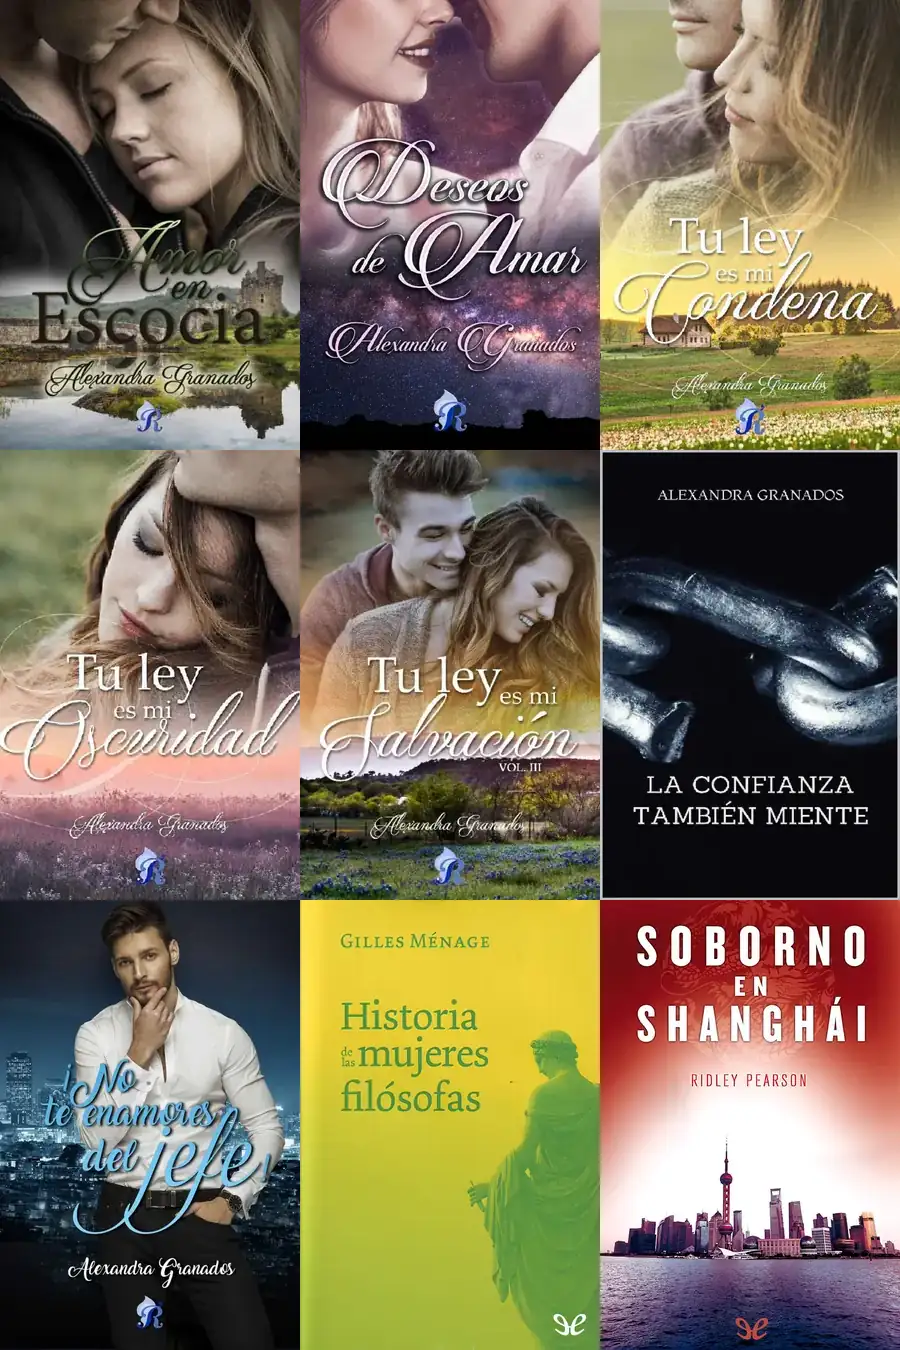 Amor
en
Escocia
Alexandra Granados
R
Deseos
de Amar
Alexandra Granados
R
Tu ley
es mi
Condena
Alexandra Granados
R
Tu ley
es mi
Oscuridad
Alexandra Granados
R
Tu ley es mi
Salvación
VOL. III
Alexandra Granados
R
ALEXANDRA GRANADOS
LA CONFIANZA
TAMBIÉN MIENTE
¡No
te enamores
del jefe!
Alexandra Granados
R
GILLES MÉNAGE
Historia
de las mujeres
filósofas
SOBORNO
EN
SHANGHÁI
RIDLEY PEARSON